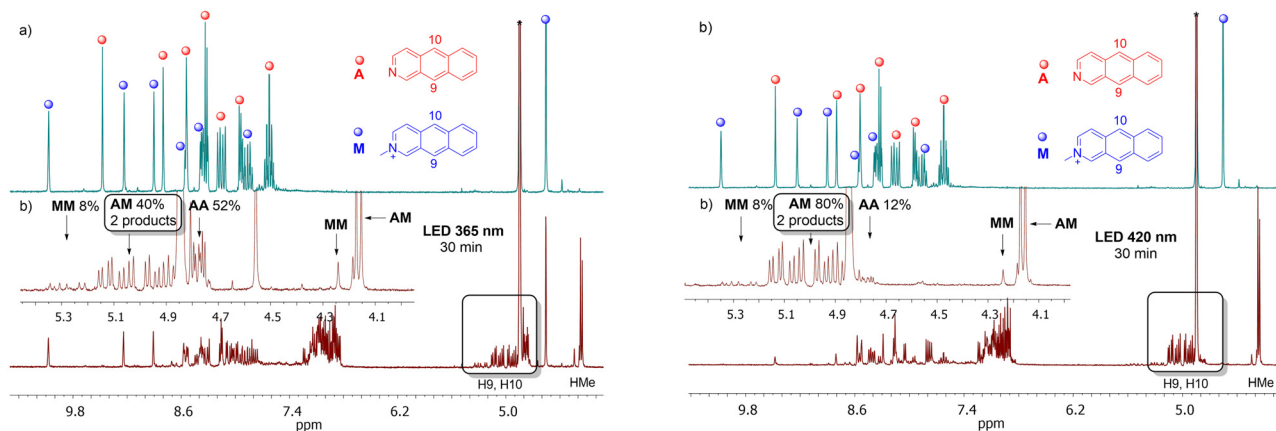 a)
10
A
N
9
10
M
N
+
9
*
b)
MM 8%
AM 40%
2 products
AA 52%
MM
AM
LED 365 nm
30 min
5.3
5.1
4.9
4.7
4.5
4.3
4.1
H9, H10
HMe
9.8
8.6
7.4
6.2
5.0
ppm
b)
10
A
N
9
10
M
N
+
9
*
b)
MM 8%
AM 80%
2 products
AA 12%
MM
AM
LED 420 nm
30 min
5.3
5.1
4.9
4.7
4.5
4.3
4.1
H9, H10
HMe
9.8
8.6
7.4
6.2
5.0
ppm